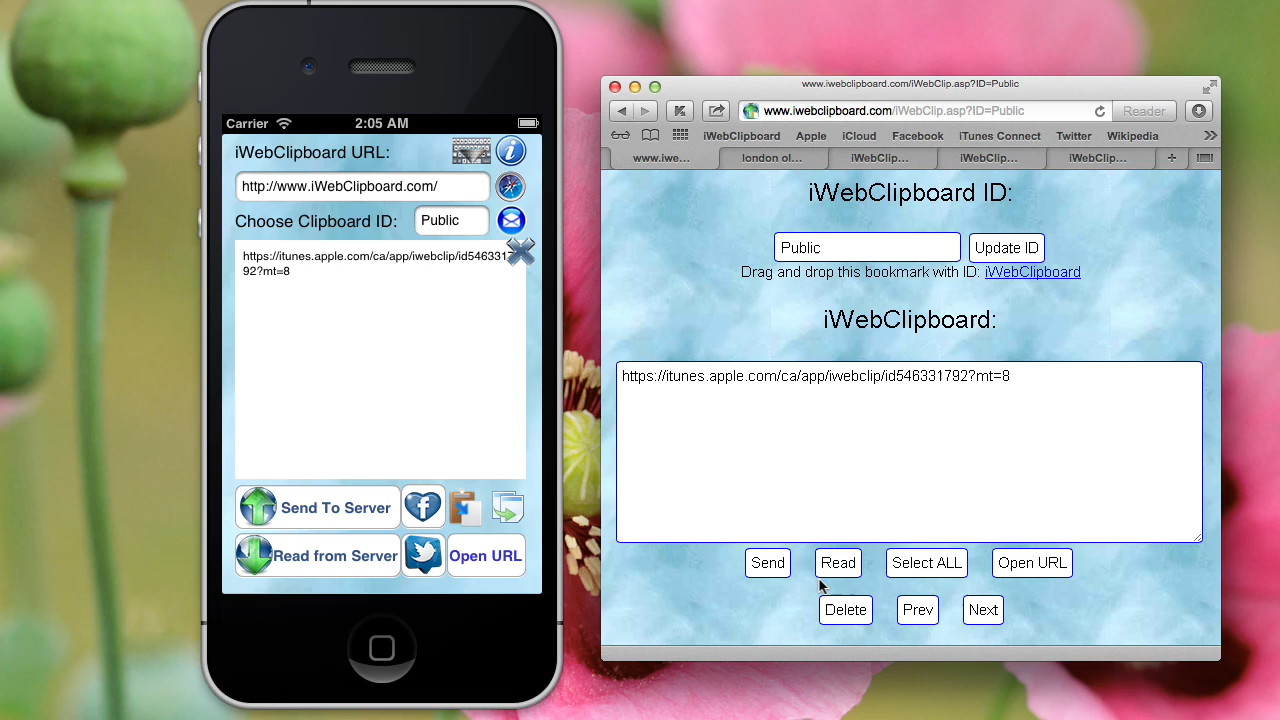 Carrier
2:05 AM
iWebClipboard URL:
http://www.iWebClipboard.com/
Choose Clipboard ID:
Public
https://itunes.apple.com/ca/app/iwebclip/id5463317
92?mt=8
Send To Server
Read from Server
Open URL
www.iwebclipboard.com/iWebClip.asp?ID=Public
www.iwebclipboard.com/iWebClip.asp?ID=Public
Reader
iWebClipboard Apple iCloud Facebook iTunes Connect Twitter Wikipedia
www.iwe... london ol... iWebClip... iWebClip... iWebClip...
iWebClipboard ID:
Public
Update ID
Drag and drop this bookmark with ID: iWebClipboard
iWebClipboard:
https://itunes.apple.com/ca/app/iwebclip/id546331792?mt=8
Send Read Select ALL Open URL
Delete Prev Next